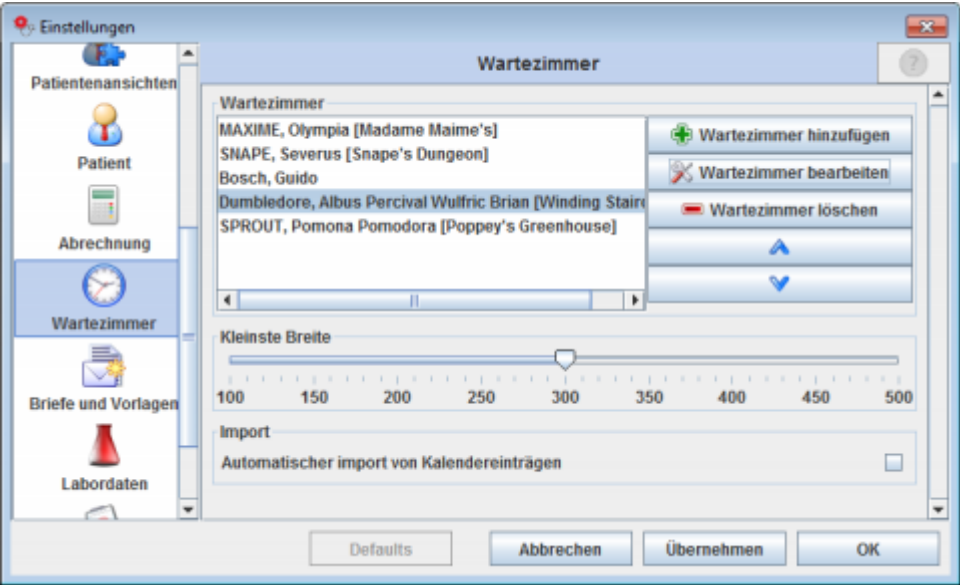 Einstellungen
Patientenansichten
Patient
Abrechnung
Wartezimmer
Briefe und Vorlagen
Labordaten
Wartezimmer
?
Wartezimmer
MAXIME, Olympia [Madame Maime's]
SNAPE, Severus [Snape's Dungeon]
Bosch, Guido
Dumbledore, Albus Percival Wulfric Brian [Winding Stairc
SPROUT, Pomona Pomodora [Poppey's Greenhouse]
Wartezimmer hinzufügen
Wartezimmer bearbeiten
Wartezimmer löschen
Kleinste Breite
100 150 200 250 300 350 400 450 500
Import
Automatischer import von Kalendereinträgen
Defaults Abbrechen Übernehmen OK